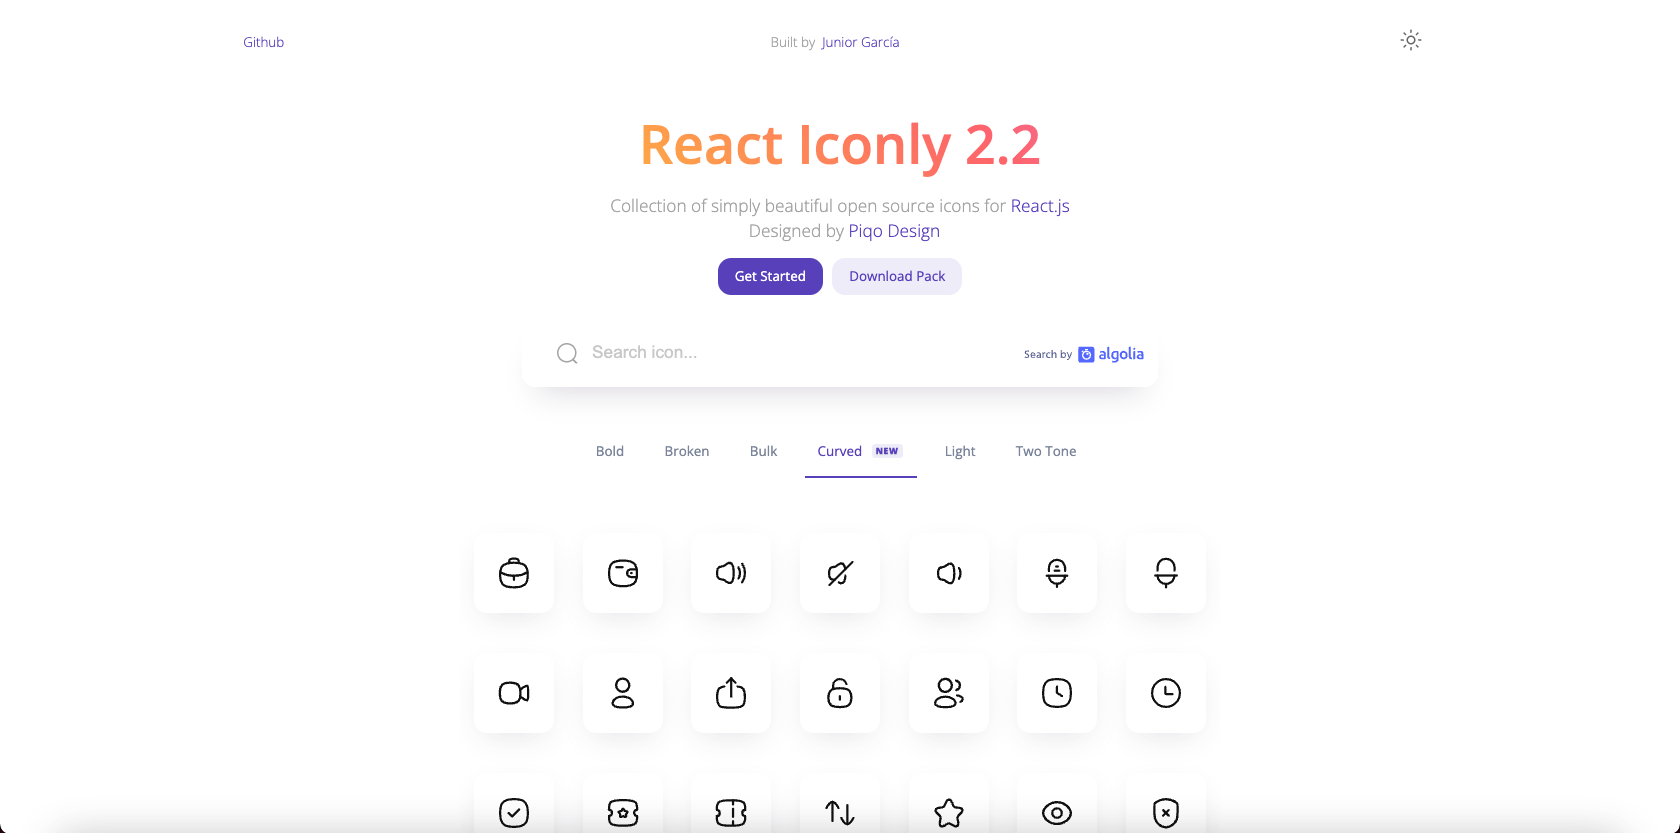 Github
Built by Junior García
React Iconly 2.2
Collection of simply beautiful open source icons for React.js
Designed by Piqo Design
Get Started
Download Pack
Search icon...
Search by algolia
Bold
Broken
Bulk
Curved NEW
Light
Two Tone